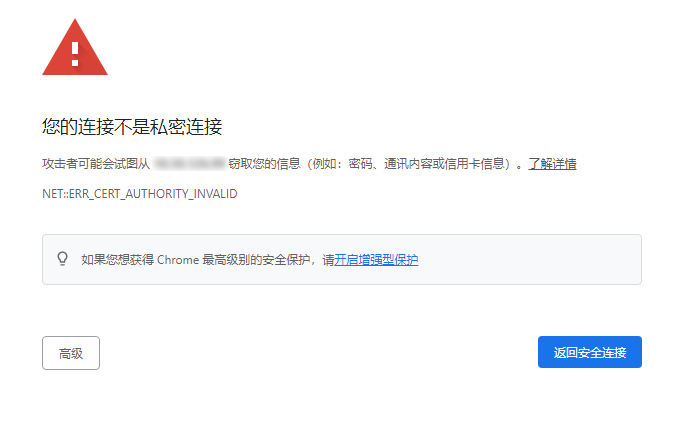 您的连接不是私密连接
攻击者可能会试图从 窃取您的信息（例如：密码、通讯内容或信用卡信息）。了解详情
NET::ERR_CERT_AUTHORITY_INVALID
如果您想获得 Chrome 最高级别的安全保护，请开启增强型保护
高级
返回安全连接